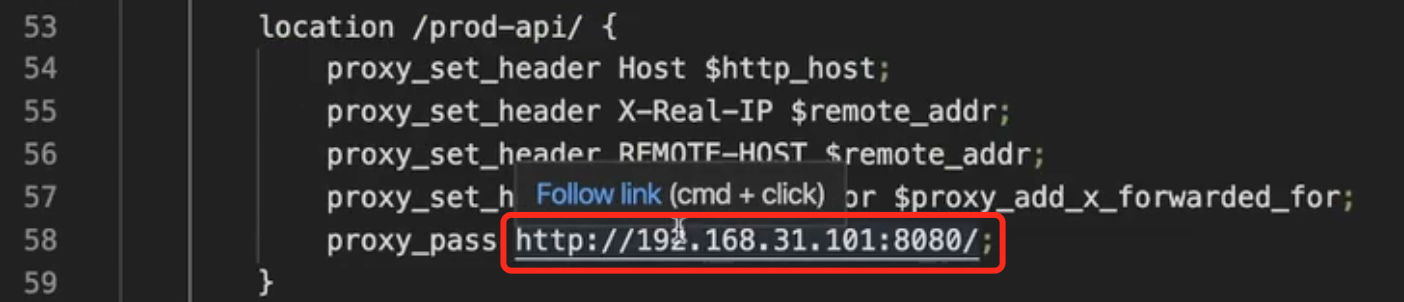 53 location /prod-api/ {
54 proxy_set_header Host $http_host;
55 proxy_set_header X-Real-IP $remote_addr;
56 proxy_set_header REMOTE-HOST $remote_addr;
57 proxy_set_h or $proxy_add_x_forwarded_for;
Follow link (cmd + click)
58 proxy_pass http://192.168.31.101:8080/;
59 }